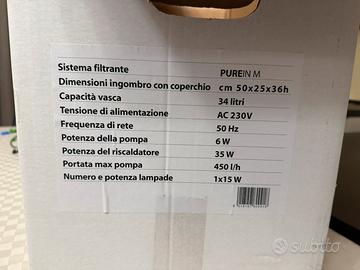 Sistema filtrante PUREIN M
Dimensioni ingombro con coperchio cm 50x25x36h
Capacità vasca 34 litri
Tensione di alimentazione AC 230V
Frequenza di rete 50 Hz
Potenza della pompa 6 W
Potenza del riscaldatore 35 W
Portata max pompa 450 l/h
Numero e potenza lampade 1x15 W
subito